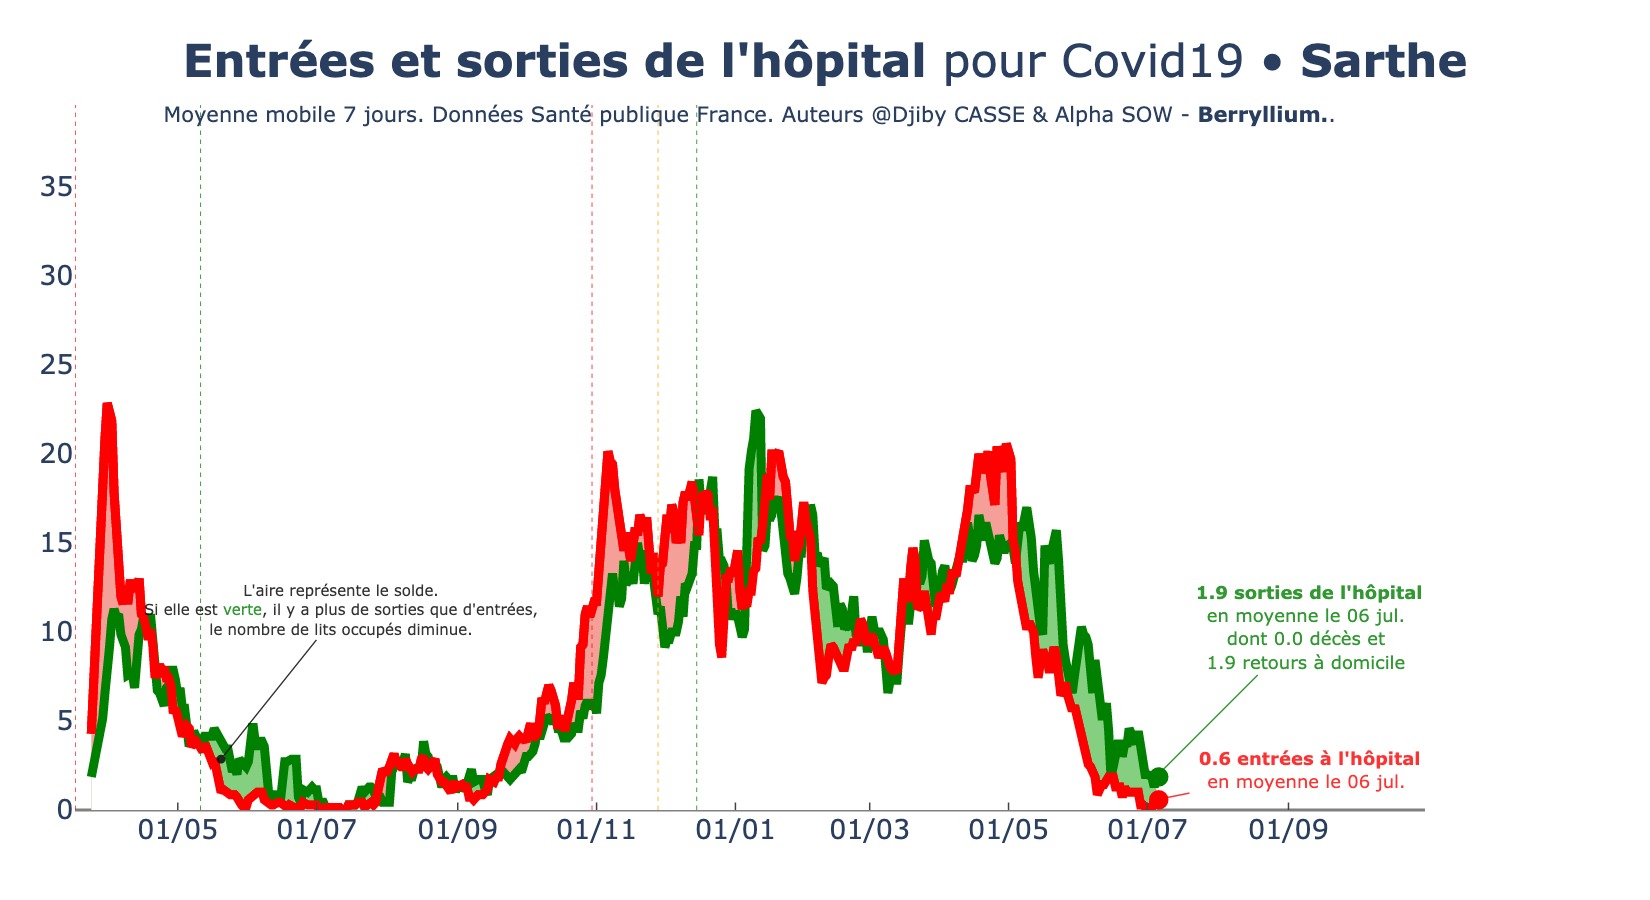 Entrées et sorties de l'hôpital pour Covid19 • Sarthe
Moyenne mobile 7 jours. Données Santé publique France. Auteurs @Djiby CASSE & Alpha SOW - Berryllium..
35
30
25
20
15
10
5
0
L'aire représente le solde.
Si elle est verte, il y a plus de sorties que d'entrées,
le nombre de lits occupés diminue.
1.9 sorties de l'hôpital
en moyenne le 06 jul.
dont 0.0 décès et
1.9 retours à domicile
0.6 entrées à l'hôpital
en moyenne le 06 jul.
01/05 01/07 01/09 01/11 01/01 01/03 01/05 01/07 01/09